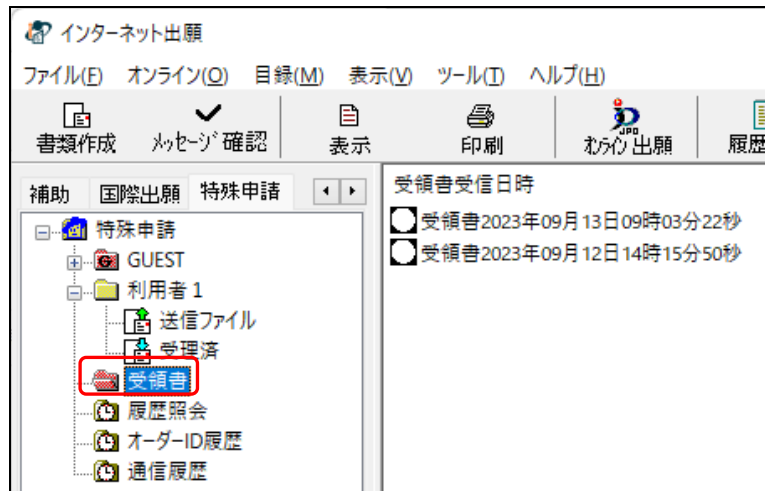 インターネット出願
ファイル(F) オンライン(O) 目録(M) 表示(V) ツール(T) ヘルプ(H)
書類作成 メッセージ確認 表示 印刷 オンライン出願 履歴
JPO
補助 国際出願 特殊申請
受領書受信日時
受領書2023年09月13日09時03分22秒
受領書2023年09月12日14時15分50秒
特殊申請
GUEST
利用者1
送信ファイル
受理済
受領書
履歴照会
オーダーID履歴
通信履歴